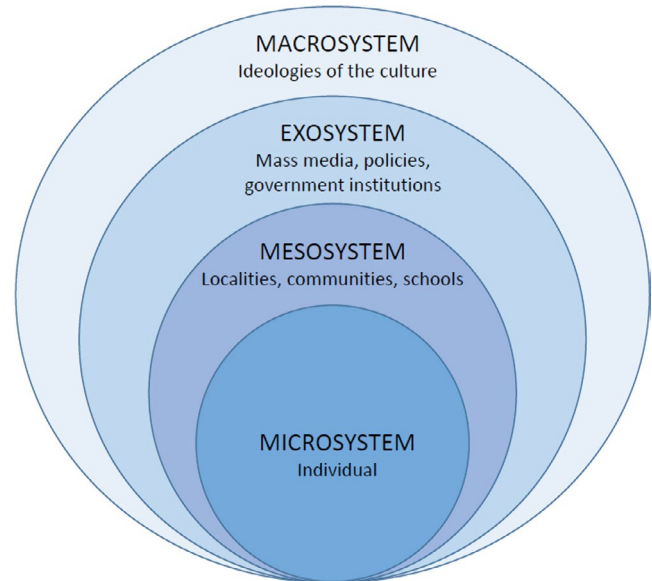 MACROSYSTEM
Ideologies of the culture
EXOSYSTEM
Mass media, policies,
government institutions
MESOSYSTEM
Localities, communities, schools
MICROSYSTEM
Individual